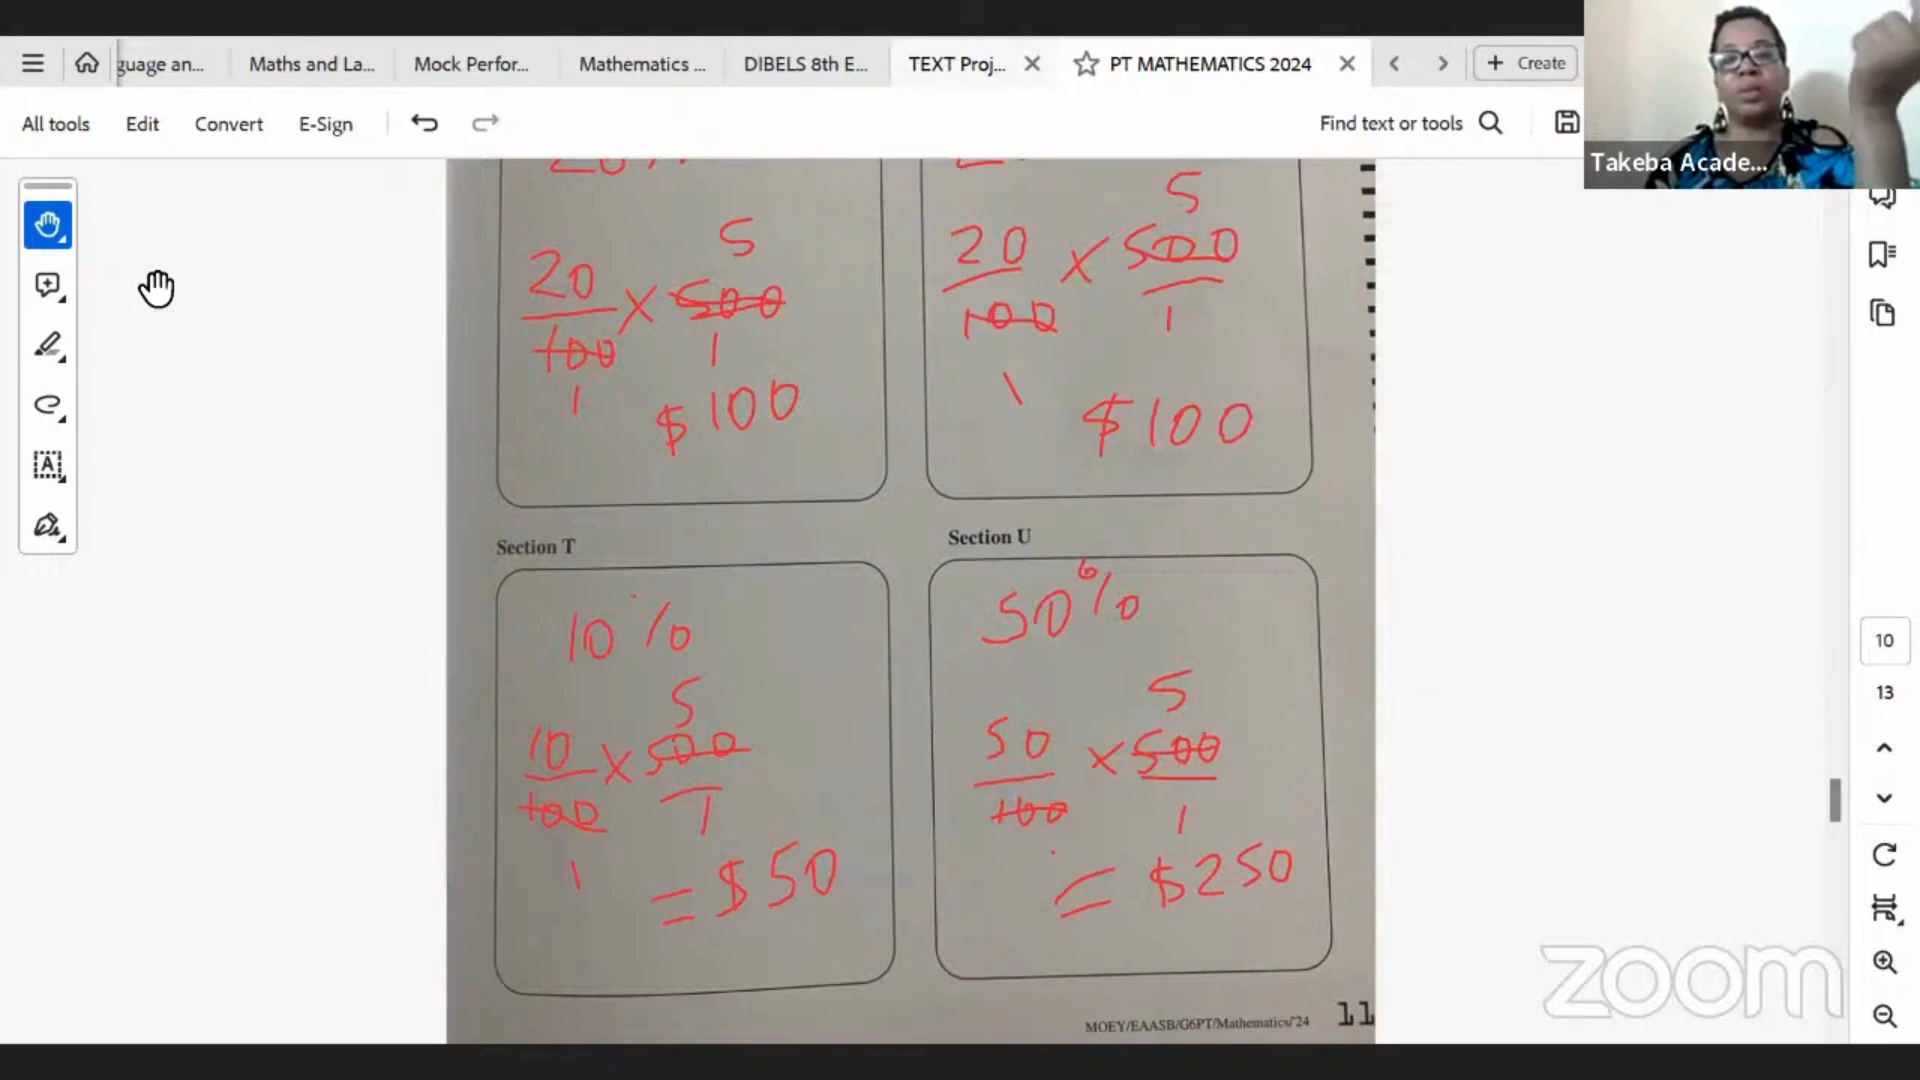 guage an...
Maths and La...
Mock Perfor...
Mathematics ...
DIBELS 8th E...
TEXT Proj...
PT MATHEMATICS 2024
Create
All tools
Edit
Convert
E-Sign
Find text or tools
Takeba Acade...
5
20 × 500
100 1
1
$100
5
20 × 500
100 1
1
$100
Section T
10%
5
10 × 500
100 1
1
= $50
Section U
50%
5
50 × 500
100 1
= $250
MOEY/EAASB/G6PT/Mathematics/'24
11
10
13
zoom